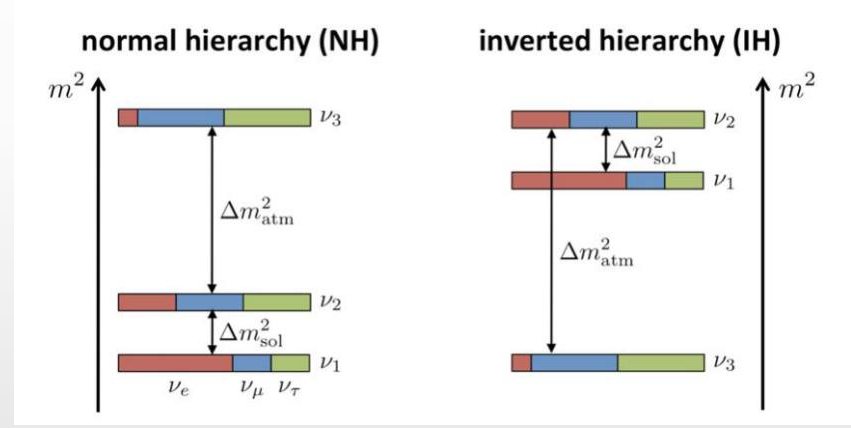 normal hierarchy (NH)
inverted hierarchy (IH)
m²
ν₃
Δm²atm
ν₂
Δm²sol
ν₁
νe νμ ντ
m²
ν₂
Δm²sol
ν₁
Δm²atm
ν₃